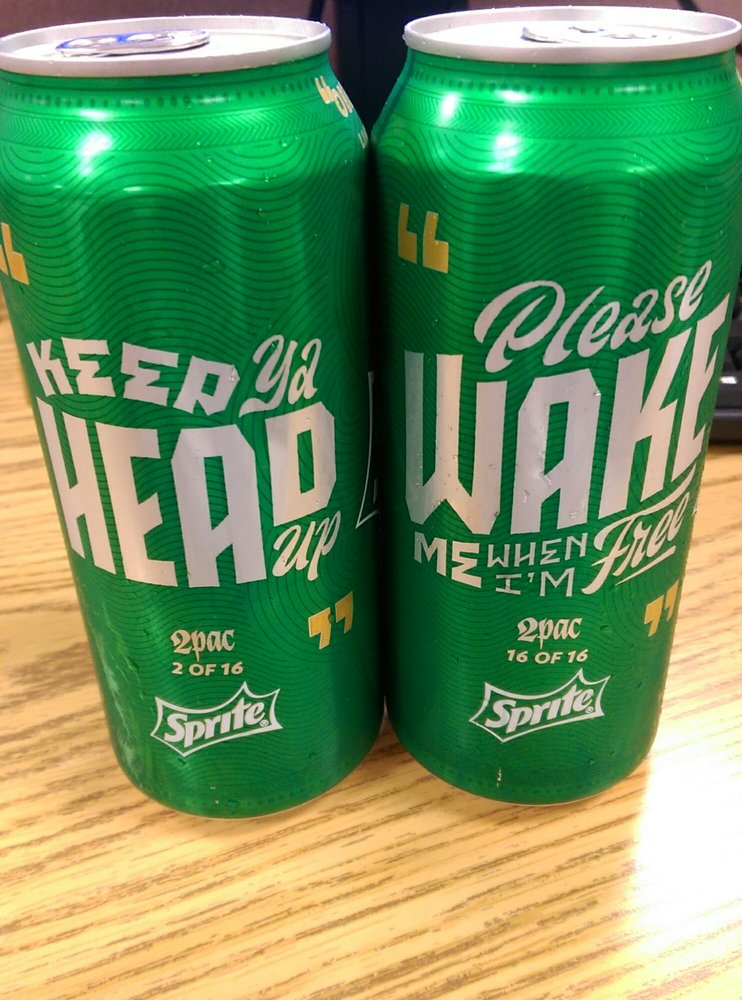 “
KEEP Ya
HEAD
up
”
2pac
2 OF 16
Sprite®
“
Please
WAKE
ME WHEN
I'M Free
”
2pac
16 OF 16
Sprite®